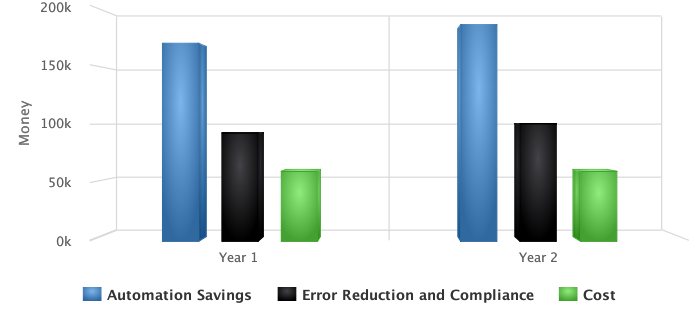 200k
150k
100k
50k
0k
Money
Year 1
Year 2
Automation Savings
Error Reduction and Compliance
Cost